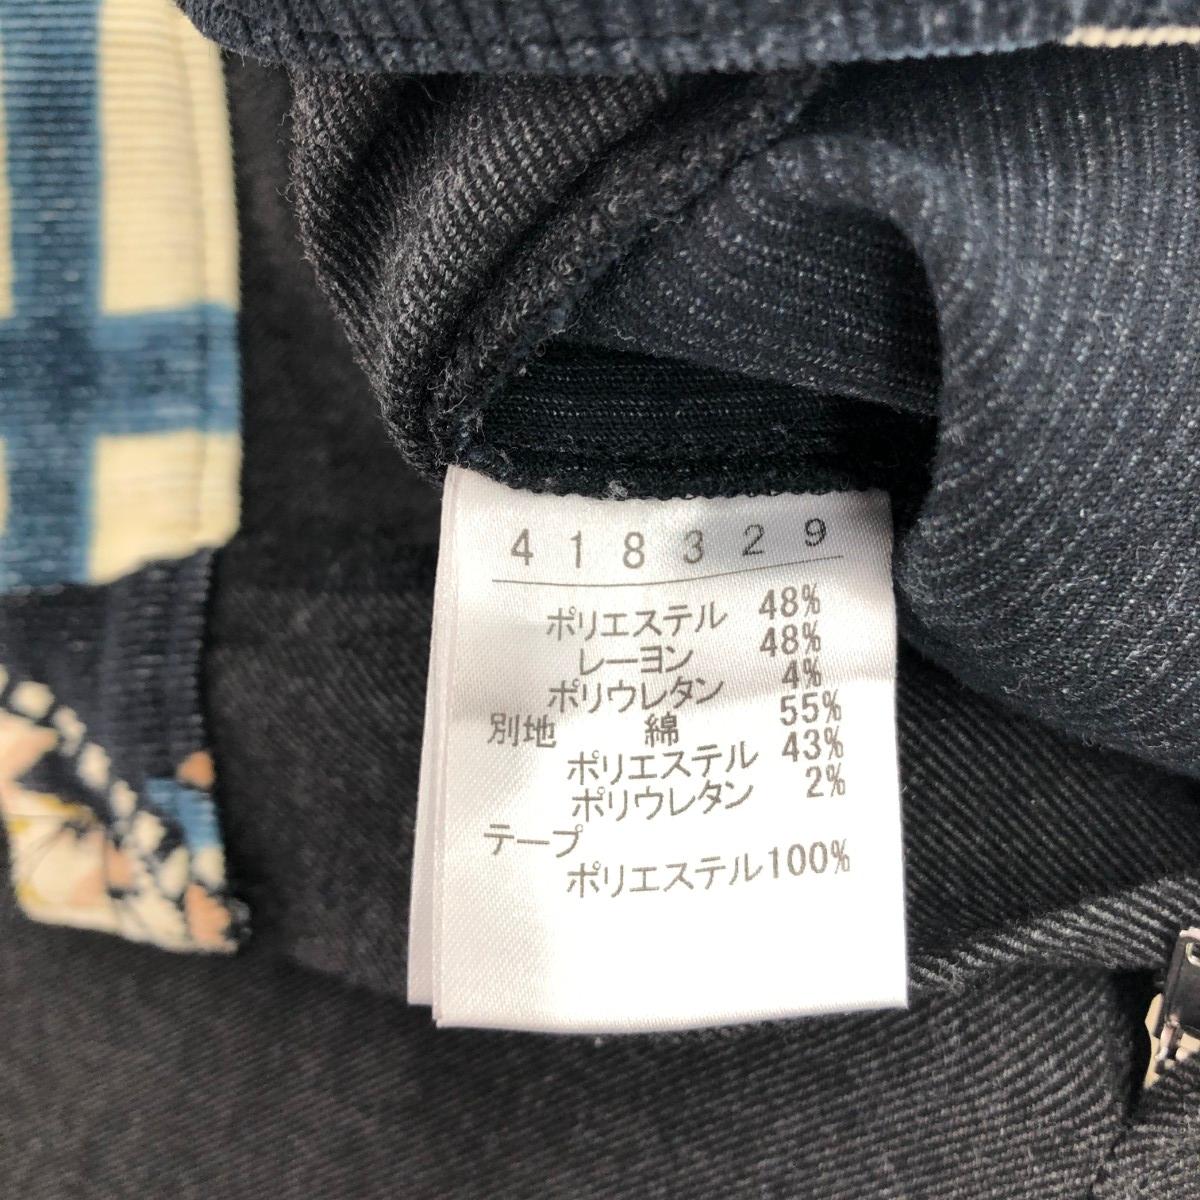 418329
ポリエステル 48%
レーヨン 48%
ポリウレタン 4%
別地 綿 55%
ポリエステル 43%
ポリウレタン 2%
テープ
ポリエステル100%